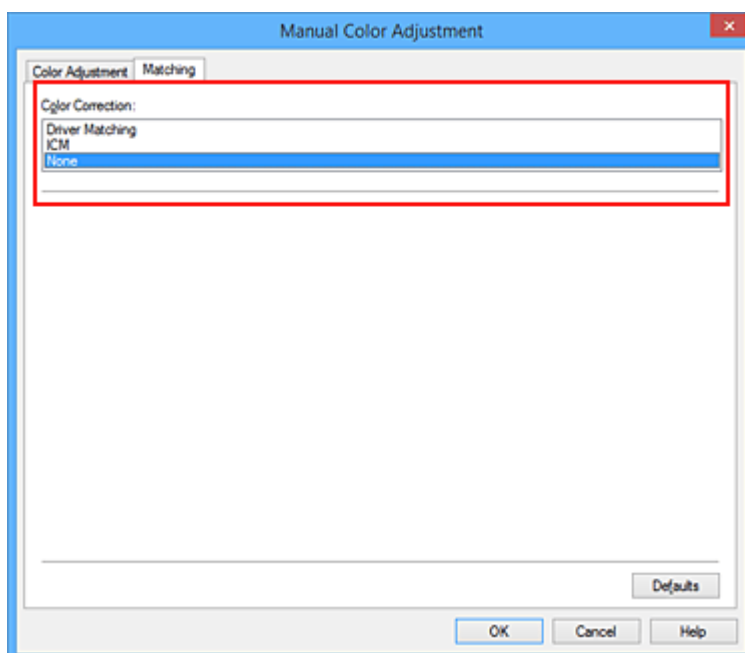 Manual Color Adjustment
Color Adjustment Matching
Color Correction:
Driver Matching
ICM
None
Defaults
OK Cancel Help